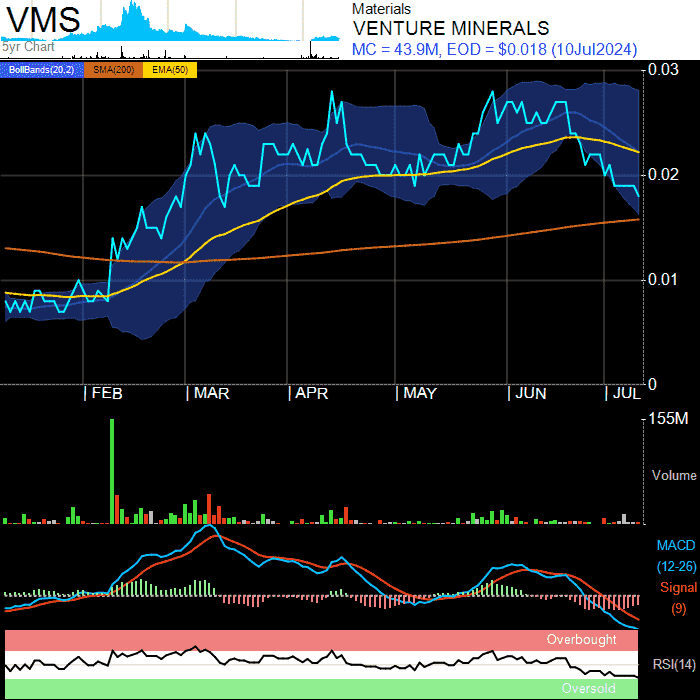 VMS
5yr Chart
Materials
VENTURE MINERALS
MC = 43.9M, EOD = $0.018 (10Jul2024)
BollBands(20,2) SMA(200) EMA(50)
0.03
0.02
0.01
0
FEB MAR APR MAY JUN JUL
155M
Volume
MACD
(12-26)
Signal
(9)
Overbought
RSI(14)
Oversold